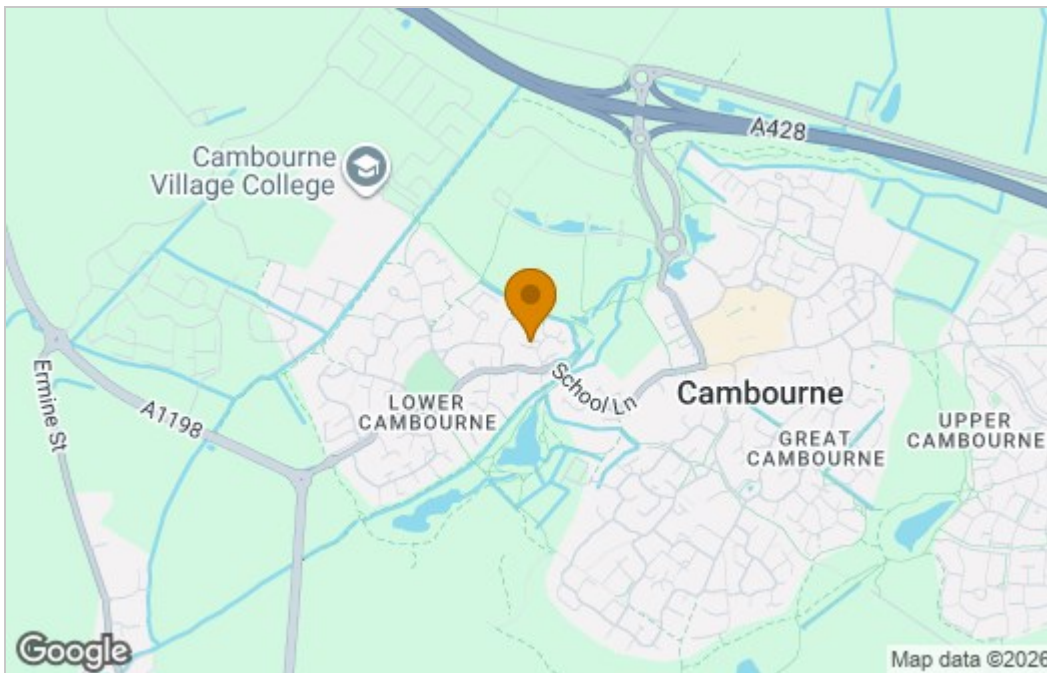 A428
Cambourne
Village College
School Ln
Cambourne
LOWER
CAMBOURNE
GREAT
CAMBOURNE
UPPER
CAMBOURNE
Ermine St
A1198
Google
Map data ©2026